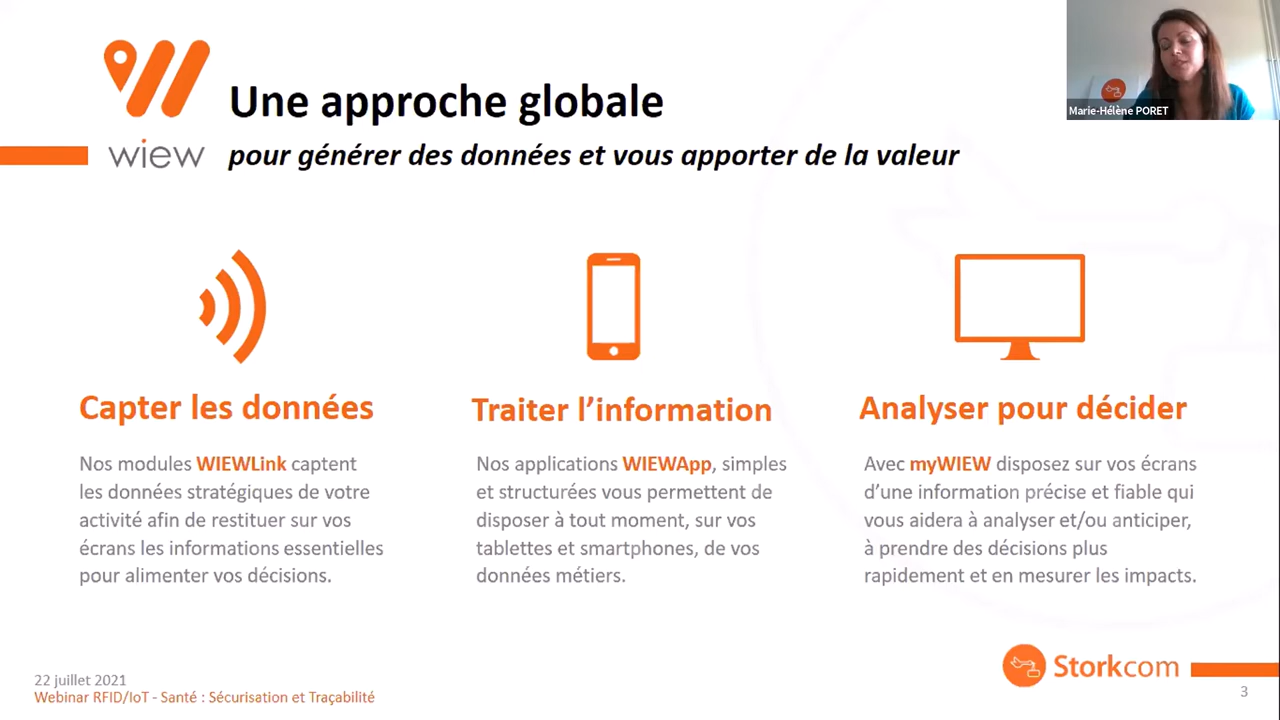 Marie-Hélène PORET
wiew
Une approche globale
pour générer des données et vous apporter de la valeur
Capter les données
Nos modules WIEWLink captent
les données stratégiques de votre
activité afin de restituer sur vos
écrans les informations essentielles
pour alimenter vos décisions.
Traiter l’information
Nos applications WIEWApp, simples
et structurées vous permettent de
disposer à tout moment, sur vos
tablettes et smartphones, de vos
données métiers.
Analyser pour décider
Avec myWIEW disposez sur vos écrans
d’une information précise et fiable qui
vous aidera à analyser et/ou anticiper,
à prendre des décisions plus
rapidement et en mesurer les impacts.
22 juillet 2021
Webinar RFID/IoT - Santé : Sécurisation et Traçabilité
Storkcom
3